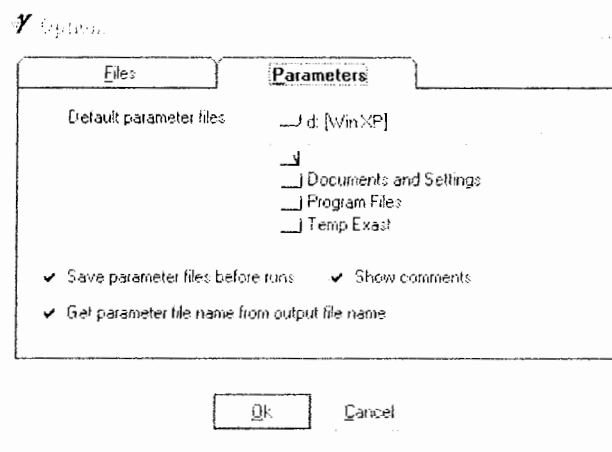 Options
Files Parameters
Default parameter files d: [WinXP]
Documents and Settings
Program Files
Temp Exast
Save parameter files before runs Show comments
Get parameter file name from output file name
Ok Cancel